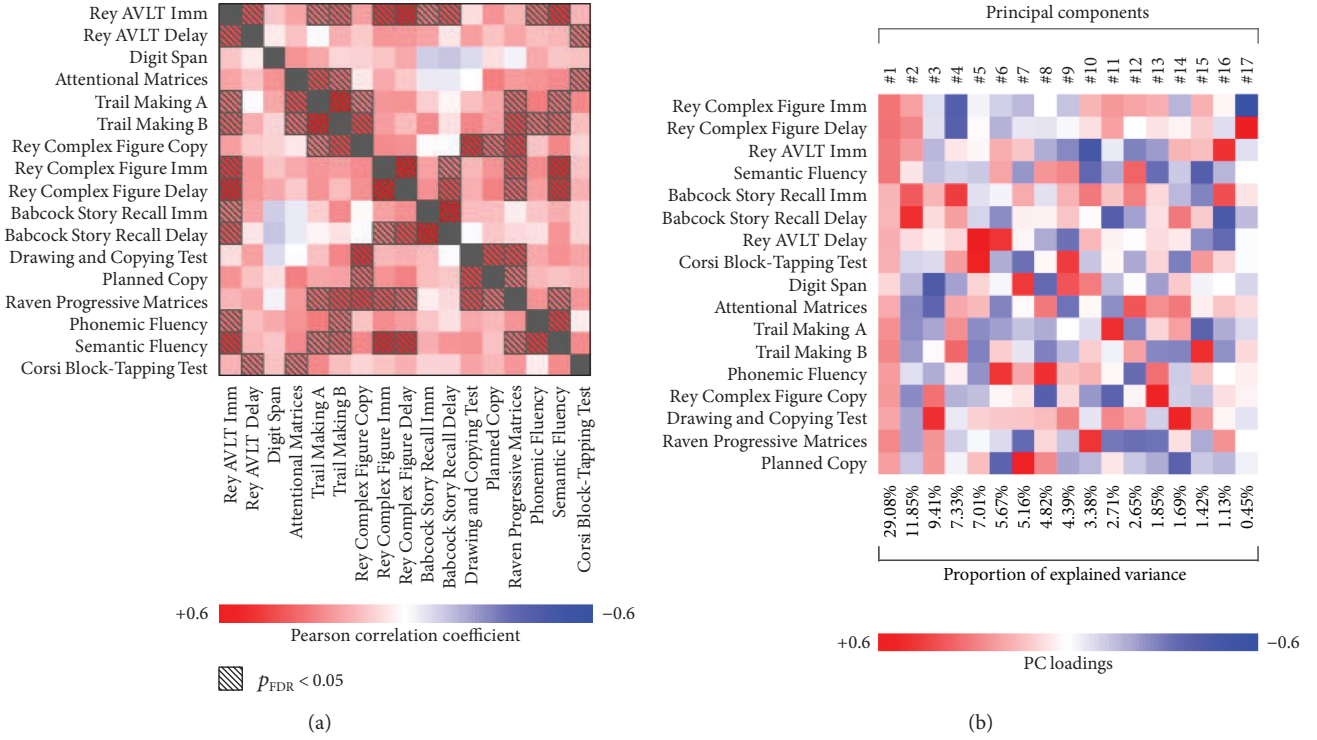 Rey AVLT Imm
Rey AVLT Delay
Digit Span
Attentional Matrices
Trail Making A
Trail Making B
Rey Complex Figure Copy
Rey Complex Figure Imm
Rey Complex Figure Delay
Babcock Story Recall Imm
Babcock Story Recall Delay
Drawing and Copying Test
Planned Copy
Raven Progressive Matrices
Phonemic Fluency
Semantic Fluency
Corsi Block-Tapping Test
Rey AVLT Imm
Rey AVLT Delay
Digit Span
Attentional Matrices
Trail Making A
Trail Making B
Rey Complex Figure Copy
Rey Complex Figure Imm
Rey Complex Figure Delay
Babcock Story Recall Imm
Babcock Story Recall Delay
Drawing and Copying Test
Planned Copy
Raven Progressive Matrices
Phonemic Fluency
Semantic Fluency
Corsi Block-Tapping Test
+0.6
−0.6
Pearson correlation coefficient
pFDR < 0.05
(a)
Principal components
#1
#2
#3
#4
#5
#6
#7
#8
#9
#10
#11
#12
#13
#14
#15
#16
#17
Rey Complex Figure Imm
Rey Complex Figure Delay
Rey AVLT Imm
Semantic Fluency
Babcock Story Recall Imm
Babcock Story Recall Delay
Rey AVLT Delay
Corsi Block-Tapping Test
Digit Span
Attentional Matrices
Trail Making A
Trail Making B
Phonemic Fluency
Rey Complex Figure Copy
Drawing and Copying Test
Raven Progressive Matrices
Planned Copy
29.08%
11.85%
9.41%
7.33%
7.01%
5.67%
5.16%
4.82%
4.39%
3.38%
2.71%
2.65%
1.85%
1.69%
1.42%
1.13%
0.45%
Proportion of explained variance
+0.6
−0.6
PC loadings
(b)